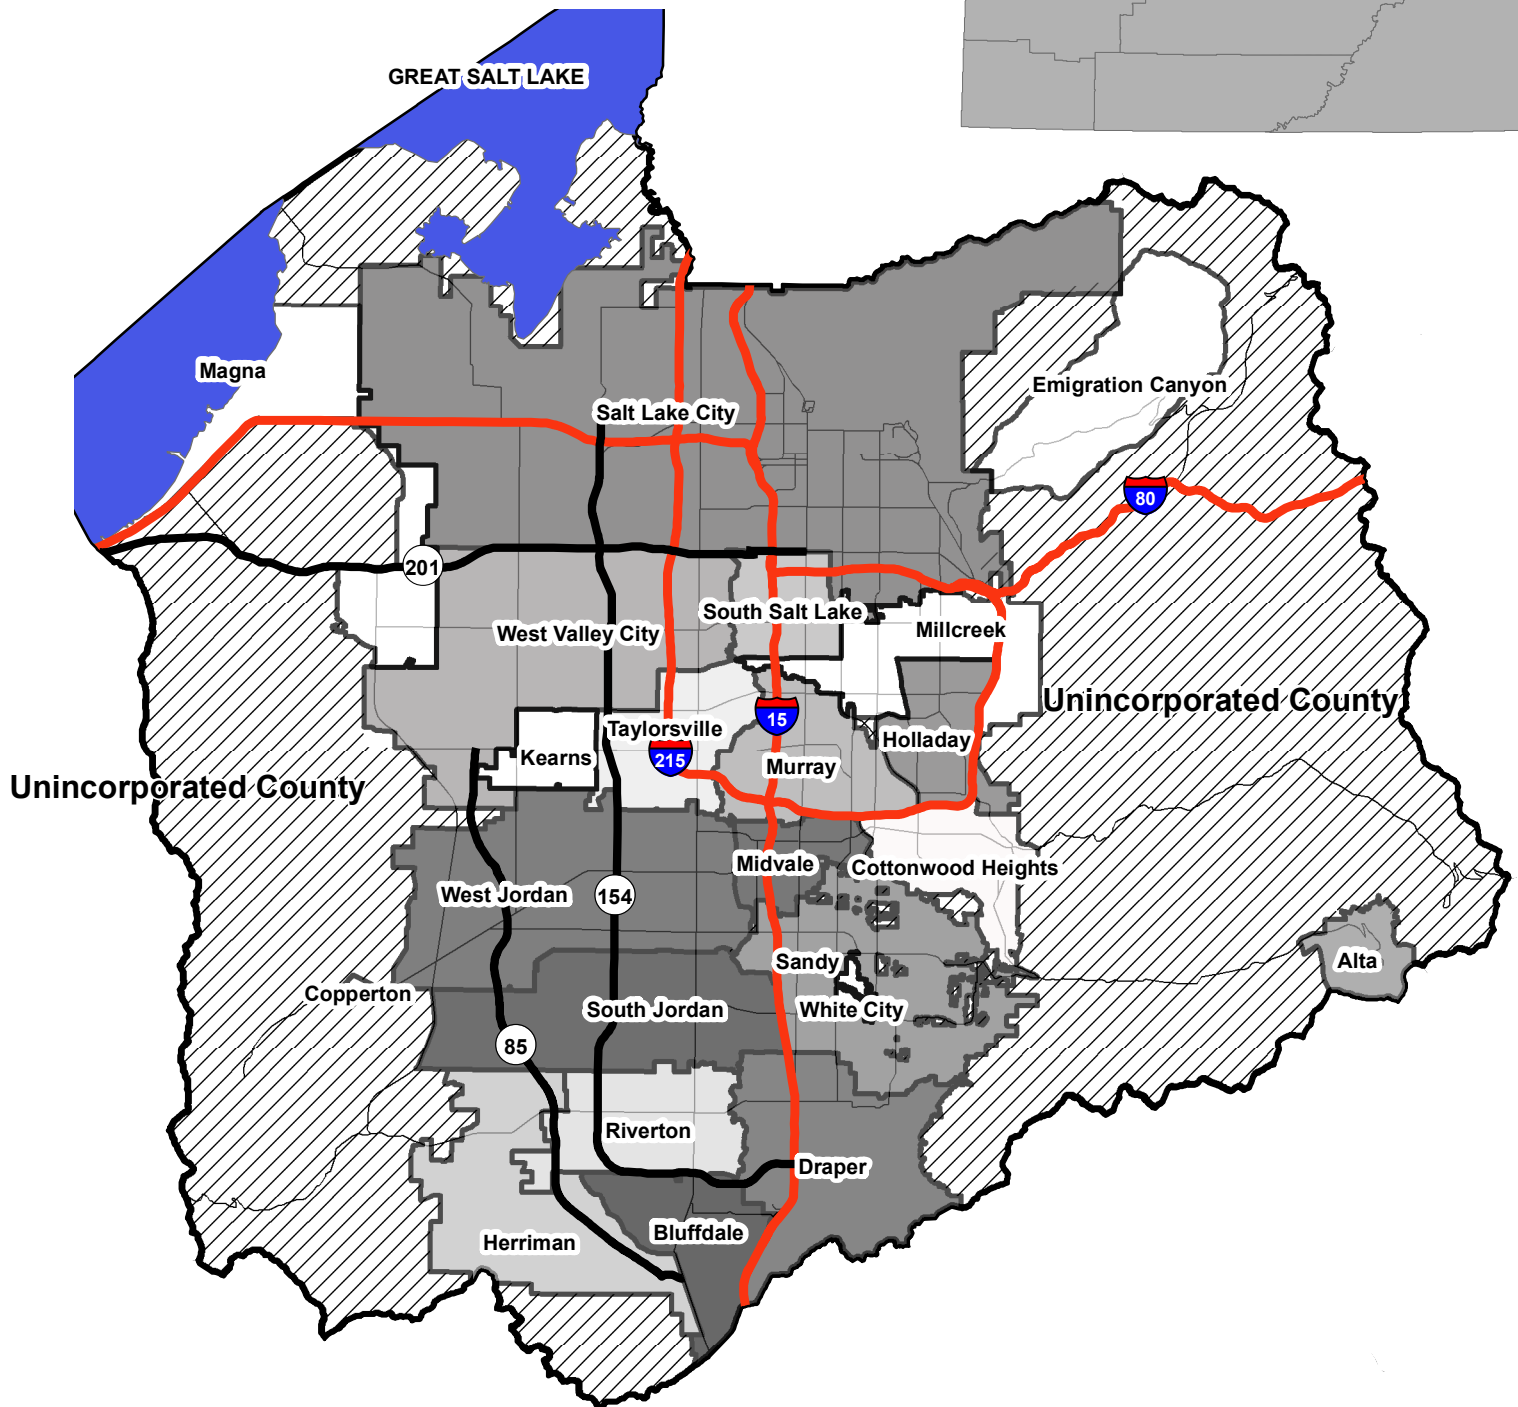 GREAT SALT LAKE
Magna
Emigration Canyon
Salt Lake City
80
201
South Salt Lake
Millcreek
West Valley City
Unincorporated County
15
Taylorsville
Holladay
Kearns
215
Murray
Unincorporated County
Midvale
Cottonwood Heights
West Jordan
154
Sandy
Alta
Copperton
South Jordan
White City
85
Riverton
Draper
Bluffdale
Herriman